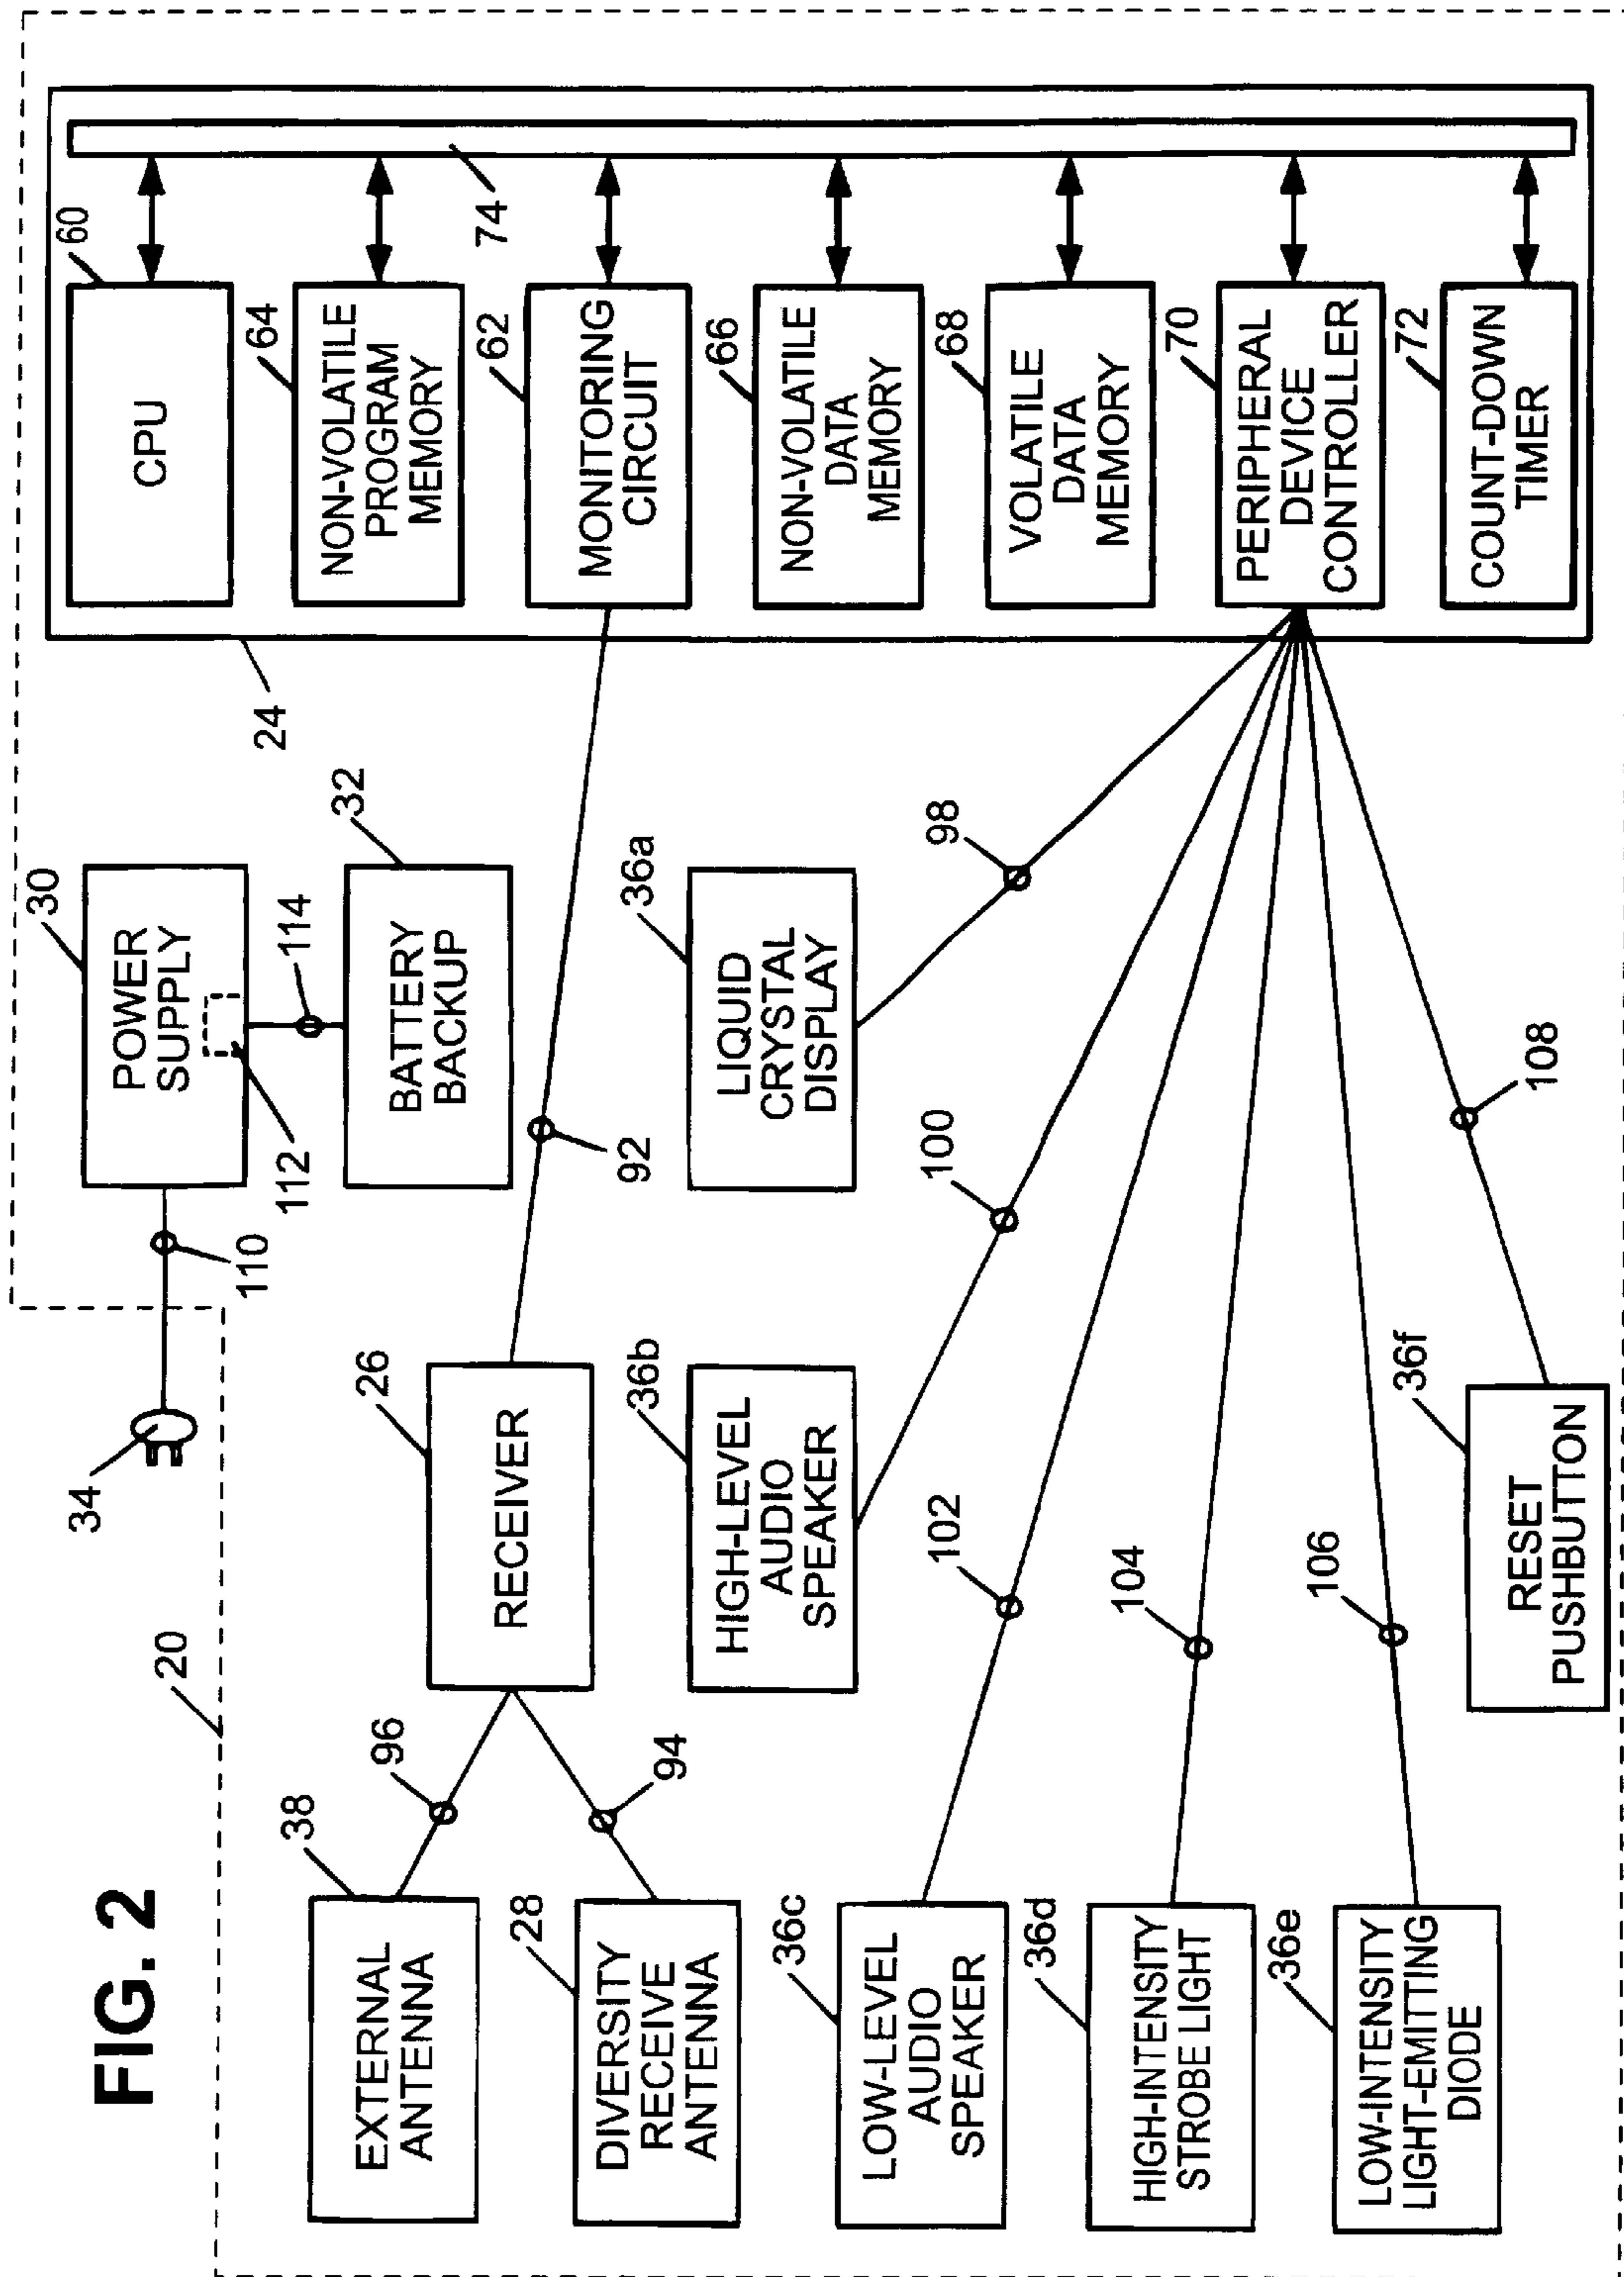 FIG. 2
20
34
110
30
POWER
SUPPLY
112
114
32
BATTERY
BACKUP
24
60
CPU
64
NON-VOLATILE
PROGRAM
MEMORY
62
MONITORING
CIRCUIT
66
NON-VOLATILE
DATA
MEMORY
68
VOLATILE
DATA
MEMORY
70
PERIPHERAL
DEVICE
CONTROLLER
72
COUNT-DOWN
TIMER
74
38
EXTERNAL
ANTENNA
96
28
DIVERSITY
RECEIVE
ANTENNA
94
26
RECEIVER
92
36a
LIQUID
CRYSTAL
DISPLAY
98
36b
HIGH-LEVEL
AUDIO
SPEAKER
100
36c
LOW-LEVEL
AUDIO
SPEAKER
102
36d
HIGH-INTENSITY
STROBE LIGHT
104
36e
LOW-INTENSITY
LIGHT-EMITTING
DIODE
106
36f
RESET
PUSHBUTTON
108